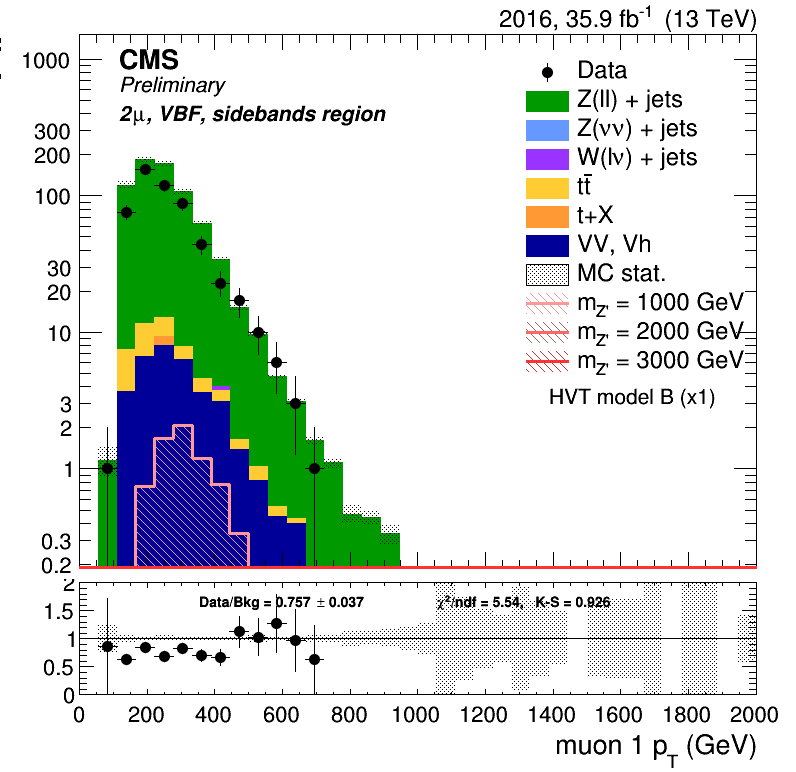 2016, 35.9 fb⁻¹ (13 TeV)
CMS
Preliminary
2μ, VBF, sidebands region
Data
Z(ll) + jets
Z(νν) + jets
W(lν) + jets
tt̄
t+X
VV, Vh
MC stat.
m_Z' = 1000 GeV
m_Z' = 2000 GeV
m_Z' = 3000 GeV
HVT model B (x1)
1000
300
200
100
30
20
10
3
2
1
0.3
0.2
Data/Bkg = 0.757 ± 0.037 χ²/ndf = 5.54, K-S = 0.926
2
1.5
1
0.5
0
0 200 400 600 800 1000 1200 1400 1600 1800 2000
muon 1 p_T (GeV)